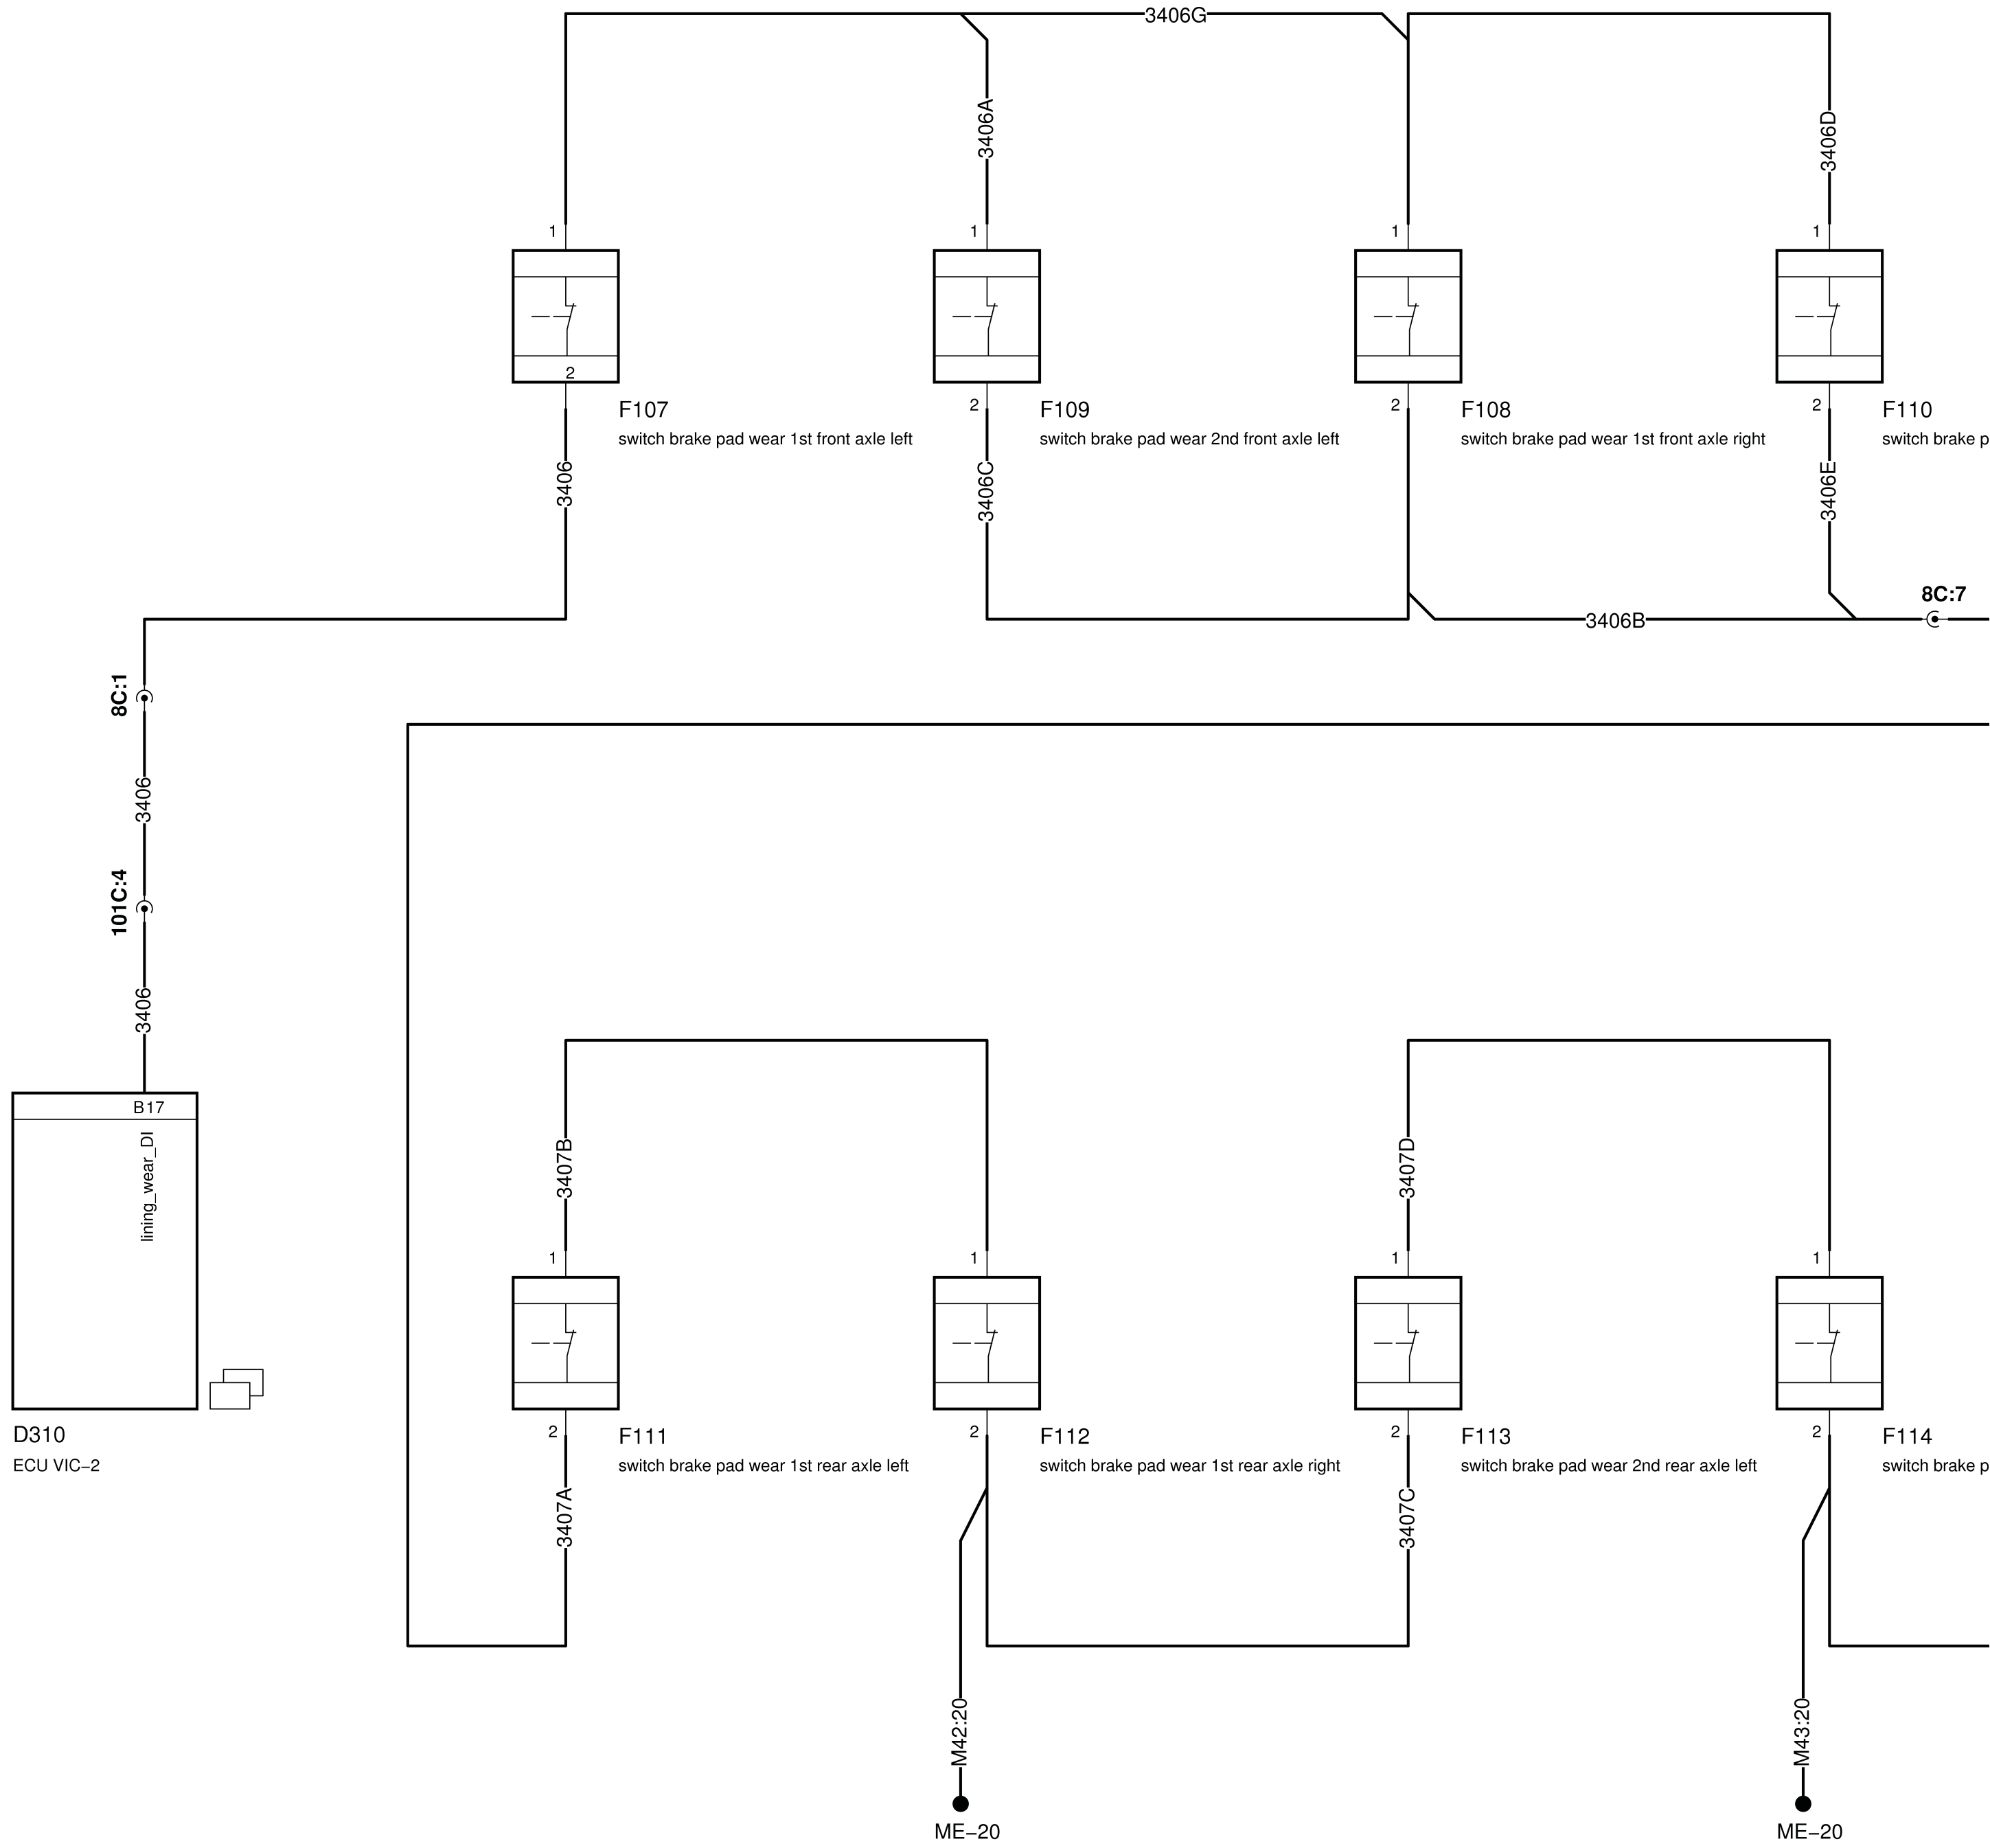 3406G
3406A
3406D
1
1
1
1
2
F107
switch brake pad wear 1st front axle left
2
F109
switch brake pad wear 2nd front axle left
2
F108
switch brake pad wear 1st front axle right
2
F110
switch brake p
3406
3406C
3406E
8C:7
3406B
8C:1
3406
101C:4
3406
B17
lining_wear_DI
3407B
3407D
1
1
1
1
D310
ECU VIC−2
2
F111
switch brake pad wear 1st rear axle left
2
F112
switch brake pad wear 1st rear axle right
2
F113
switch brake pad wear 2nd rear axle left
2
F114
switch brake p
3407A
3407C
M42:20
M43:20
ME−20
ME−20